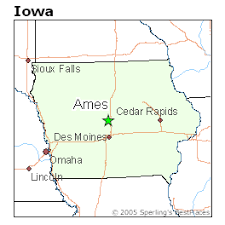 Iowa
Sioux Falls
Ames
Cedar Rapids
Des Moines
Omaha
Lincoln
© 2005 Sperling's BestPlaces